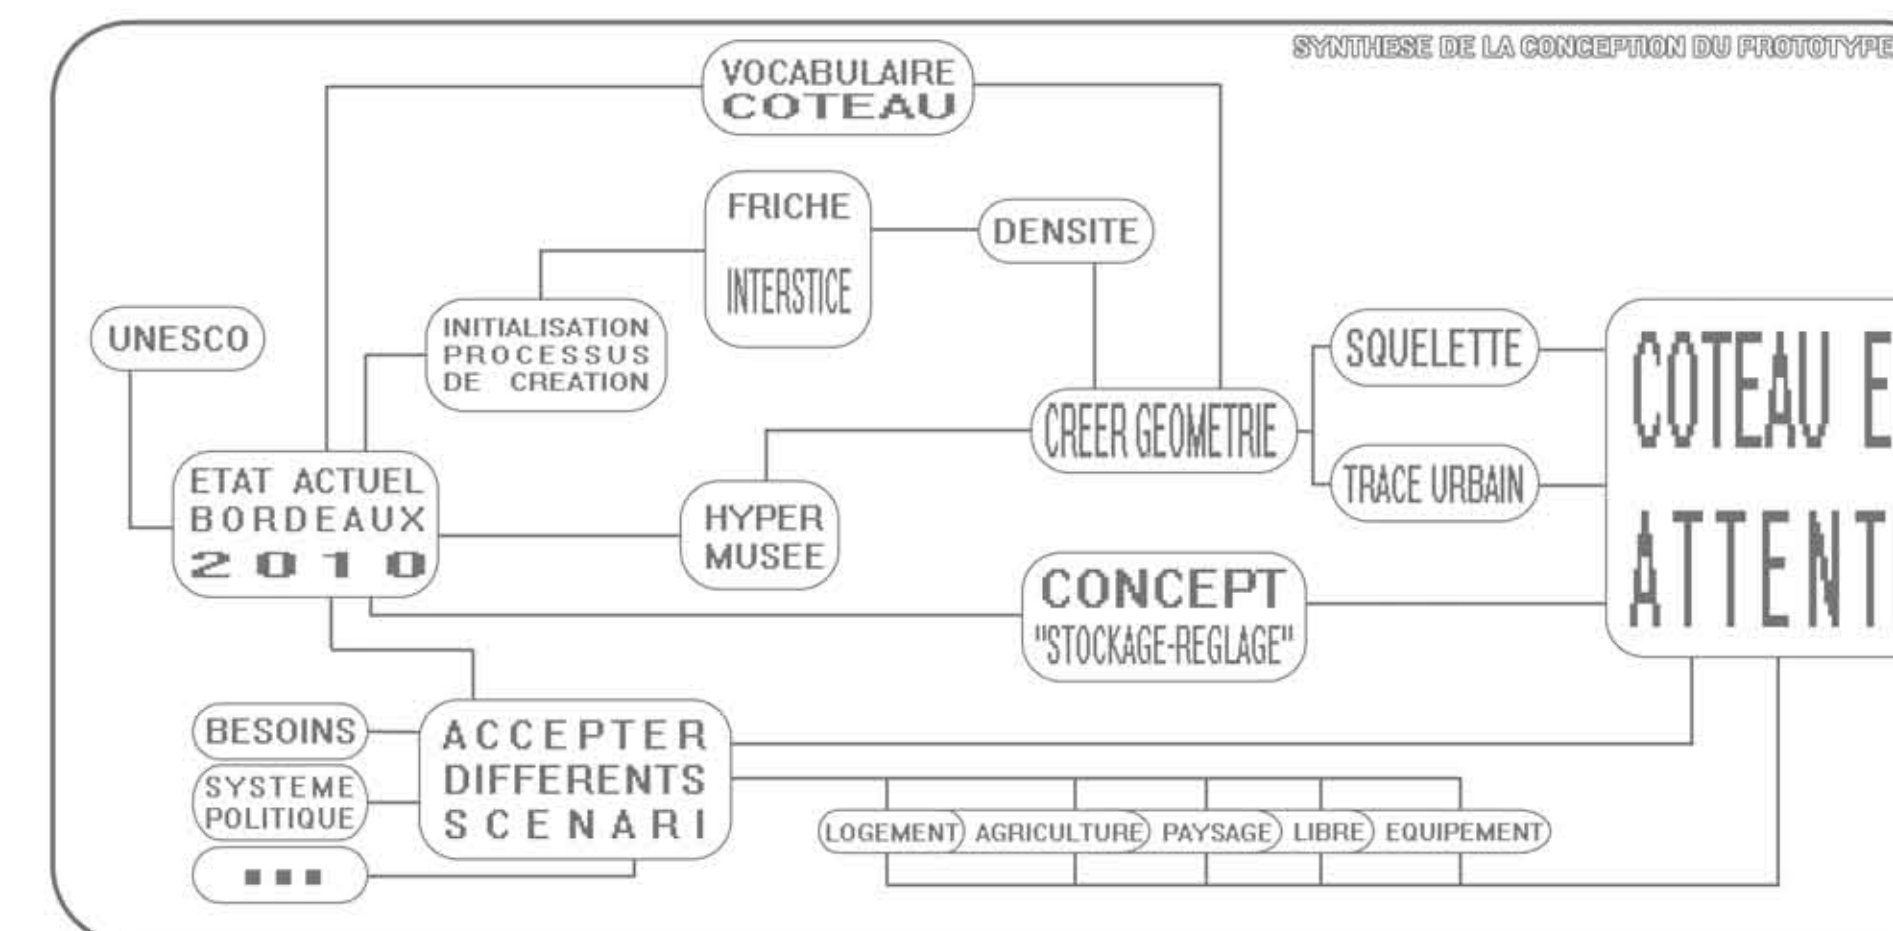 SYNTHESE DE LA CONCEPTION DU PROTOTYPE
VOCABULAIRE
COTEAU
FRICHE
INTERSTICE
DENSITE
UNESCO
INITIALISATION
PROCESSUS
DE CREATION
SQUELETTE
CREER GEOMETRIE
TRACE URBAIN
COTEAU E
ATTENT
ETAT ACTUEL
BORDEAUX
2010
HYPER
MUSEE
CONCEPT
"STOCKAGE-REGLAGE"
BESOINS
SYSTEME
POLITIQUE
...
ACCEPTER
DIFFERENTS
SCENARI
LOGEMENT AGRICULTURE PAYSAGE LIBRE EQUIPEMENT